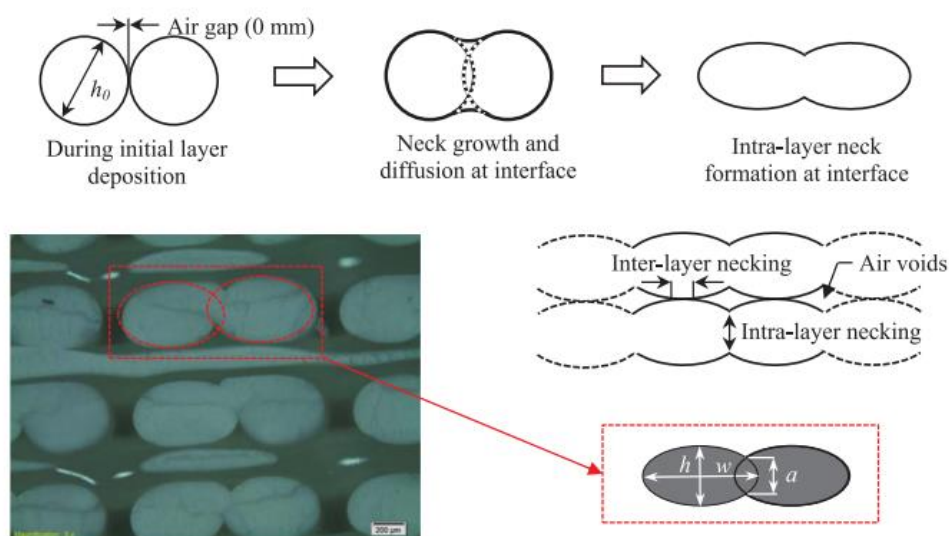 Air gap (0 mm)
h0
During initial layer
deposition
Neck growth and
diffusion at interface
Intra-layer neck
formation at interface
Inter-layer necking
Air voids
Intra-layer necking
200 µm
h
w
a